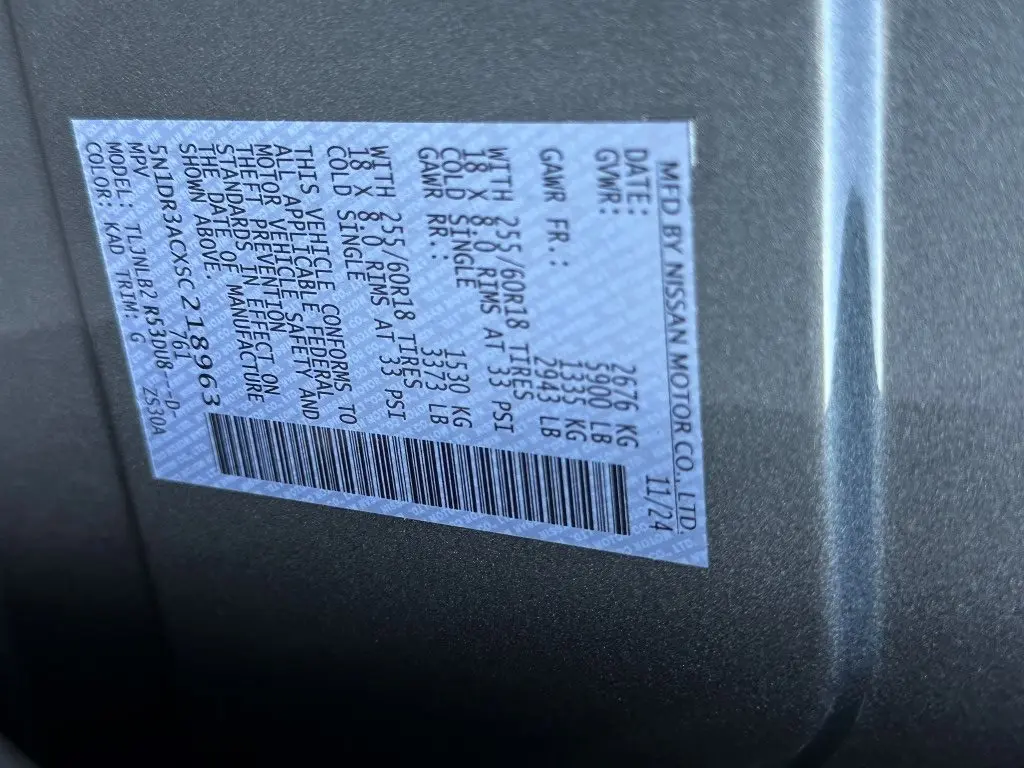 MFD BY NISSAN MOTOR CO., LTD.
DATE: 11/24
GVWR: 2676 KG
5900 LB
GAWR FR.: 1335 KG
2943 LB
WITH 255/60R18 TIRES
18 X 8.0 RIMS AT 33 PSI
COLD SINGLE
GAWR RR.: 1530 KG
3373 LB
WITH 255/60R18 TIRES
18 X 8.0 RIMS AT 33 PSI
COLD SINGLE
THIS VEHICLE CONFORMS TO
ALL APPLICABLE FEDERAL
MOTOR VEHICLE SAFETY AND
THEFT PREVENTION
STANDARDS IN EFFECT ON
THE DATE OF MANUFACTURE
SHOWN ABOVE.
5N1DR3ACXSC218963
MPV 761
MODEL: TLJNLB2R53DU8---D-
COLOR: KAD TRIM: G ZS30A